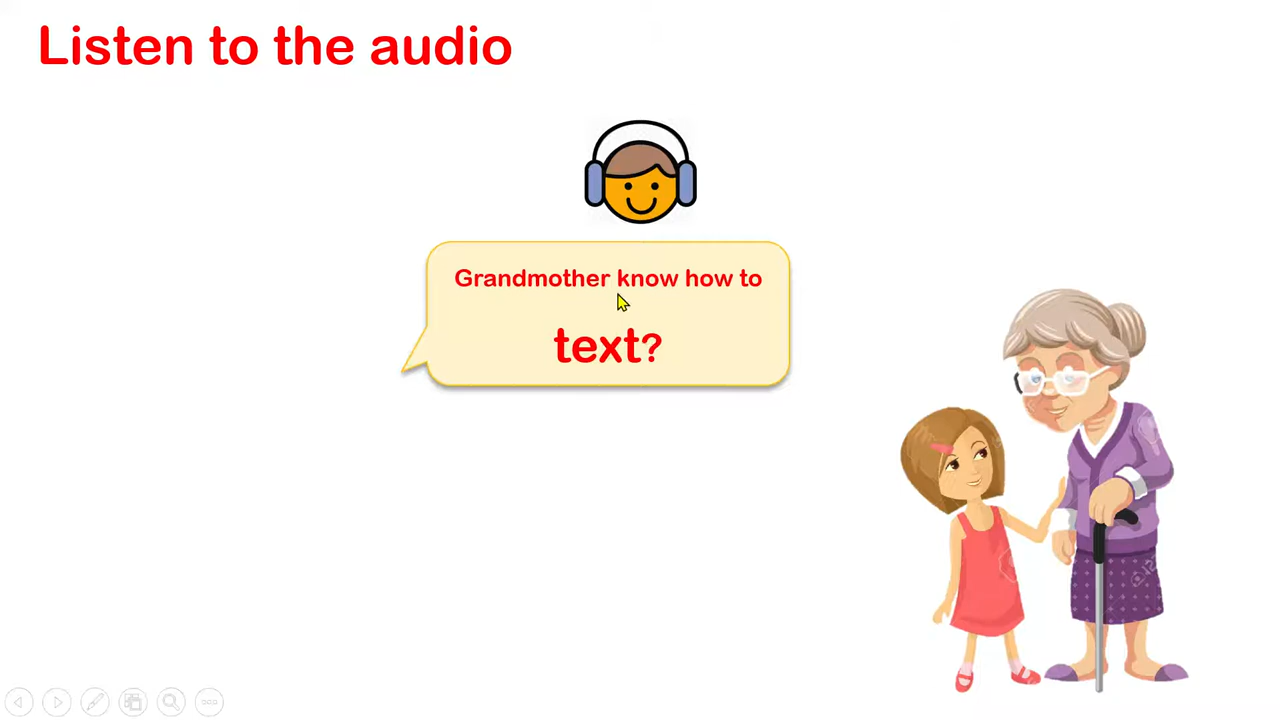 Listen to the audio
Grandmother know how to
text?